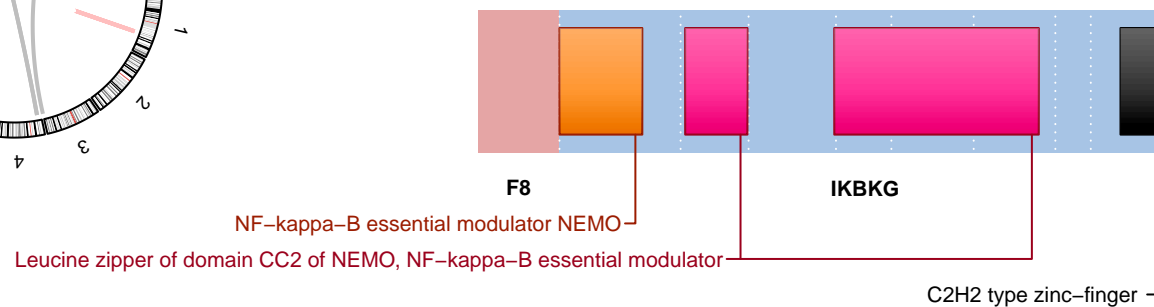 1
2
3
4
F8
IKBKG
NF−kappa−B essential modulator NEMO
Leucine zipper of domain CC2 of NEMO, NF−kappa−B essential modulator
C2H2 type zinc−finger